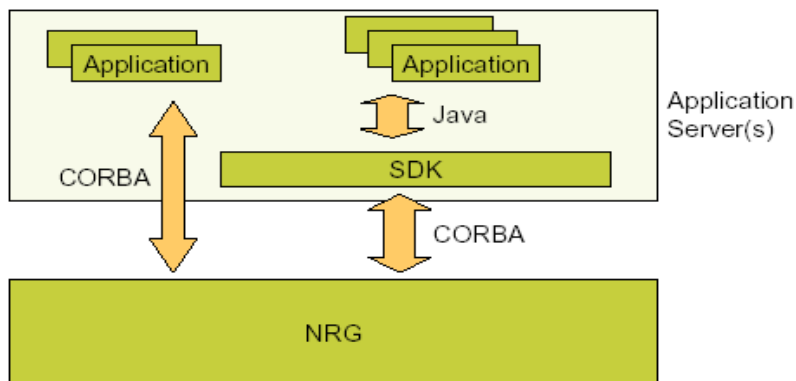 Application
Application
Java
Application
Server(s)
SDK
CORBA
CORBA
NRG